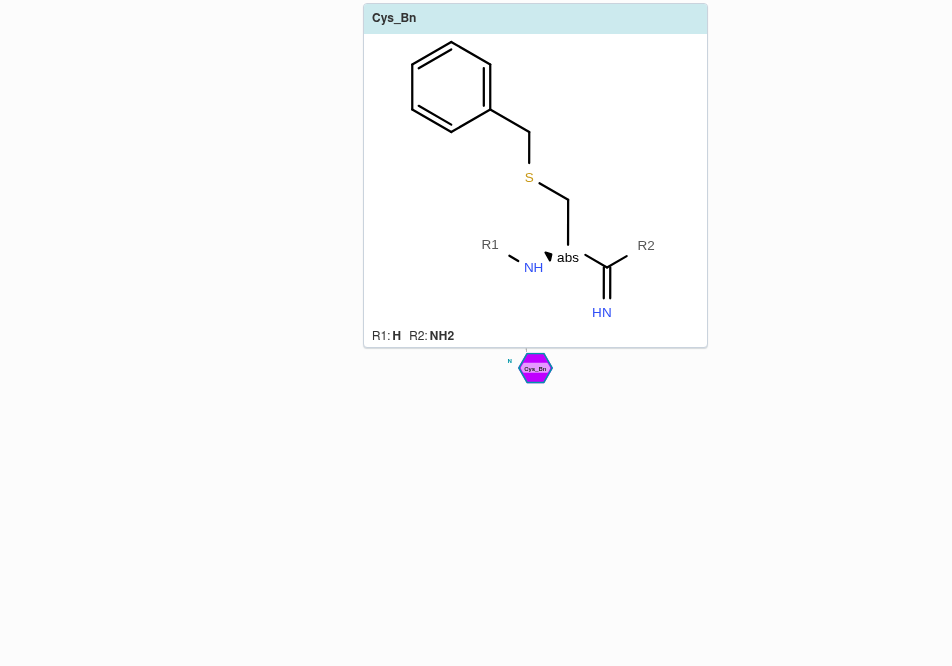 Cys_Bn
S
R1
NH
abs
R2
HN
R1: H R2: NH2
N
Cys_Bn